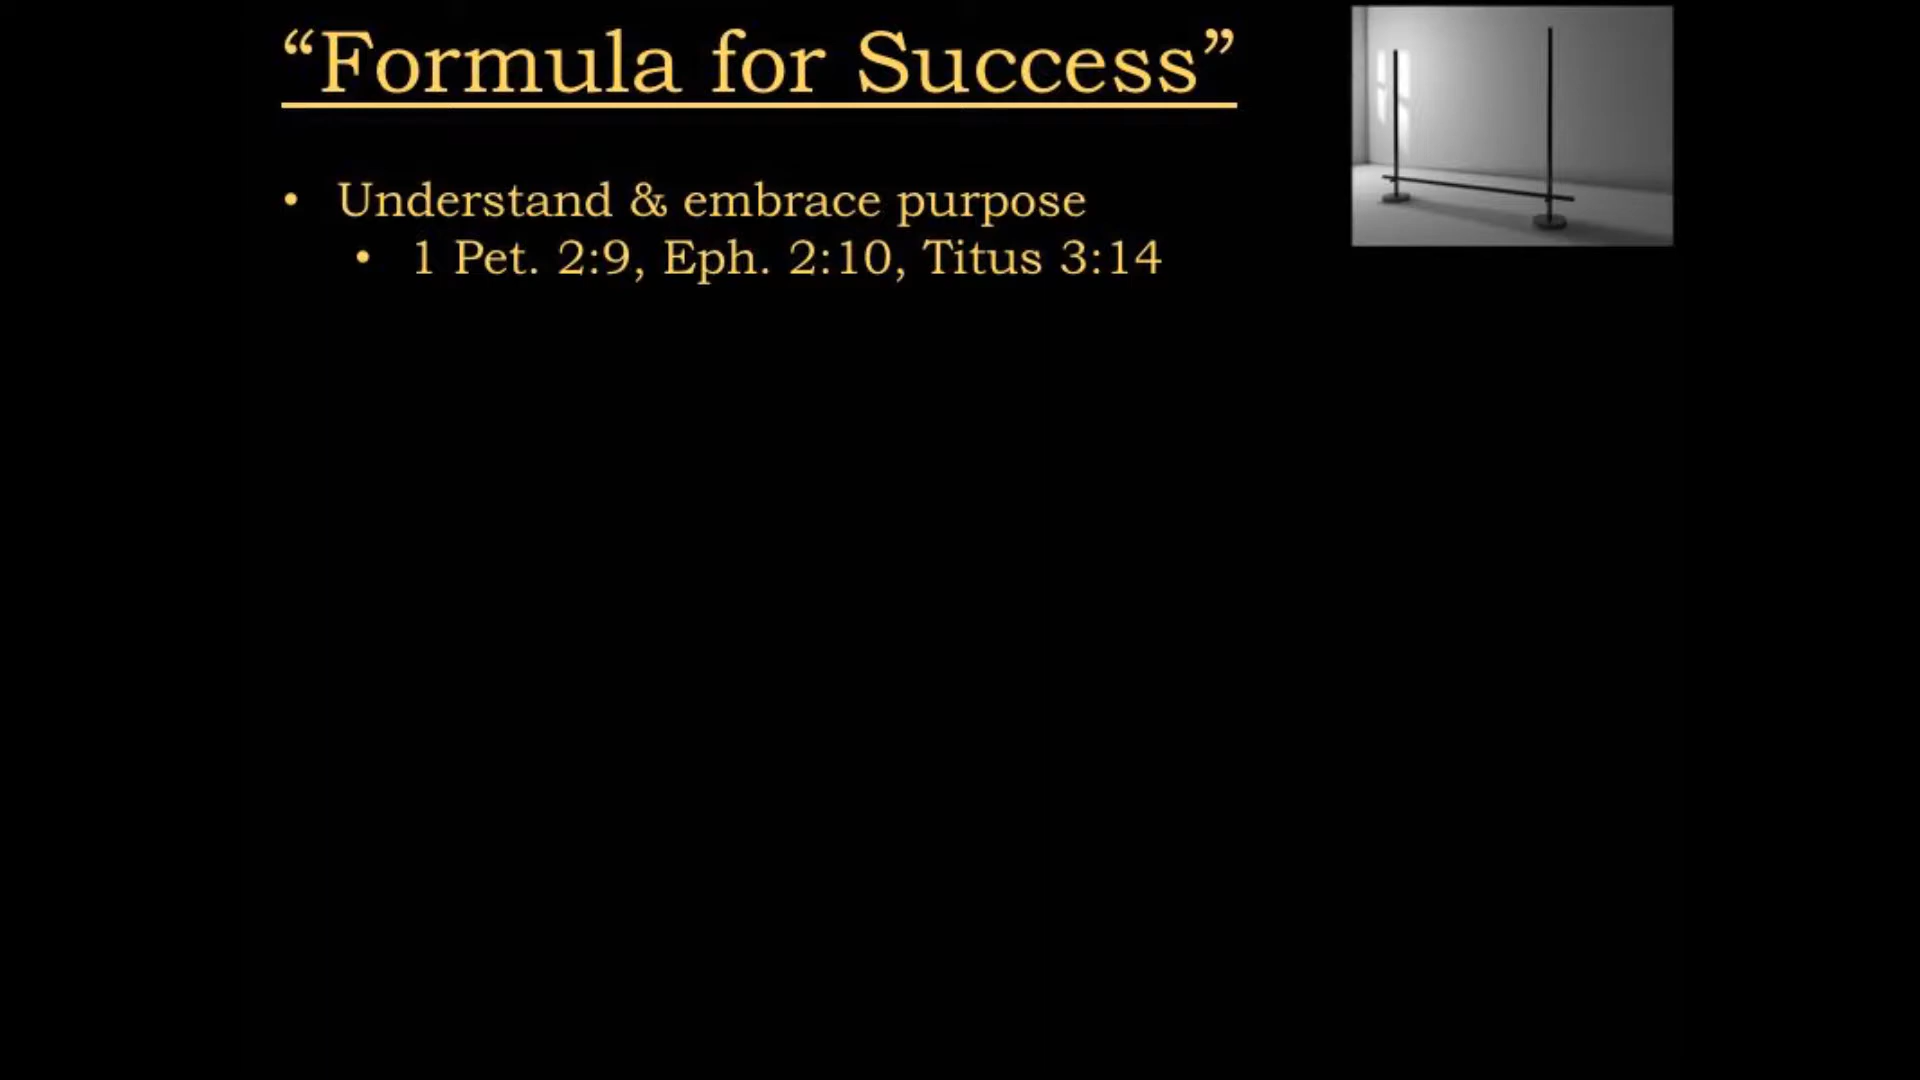 “Formula for Success”
• Understand & embrace purpose
• 1 Pet. 2:9, Eph. 2:10, Titus 3:14